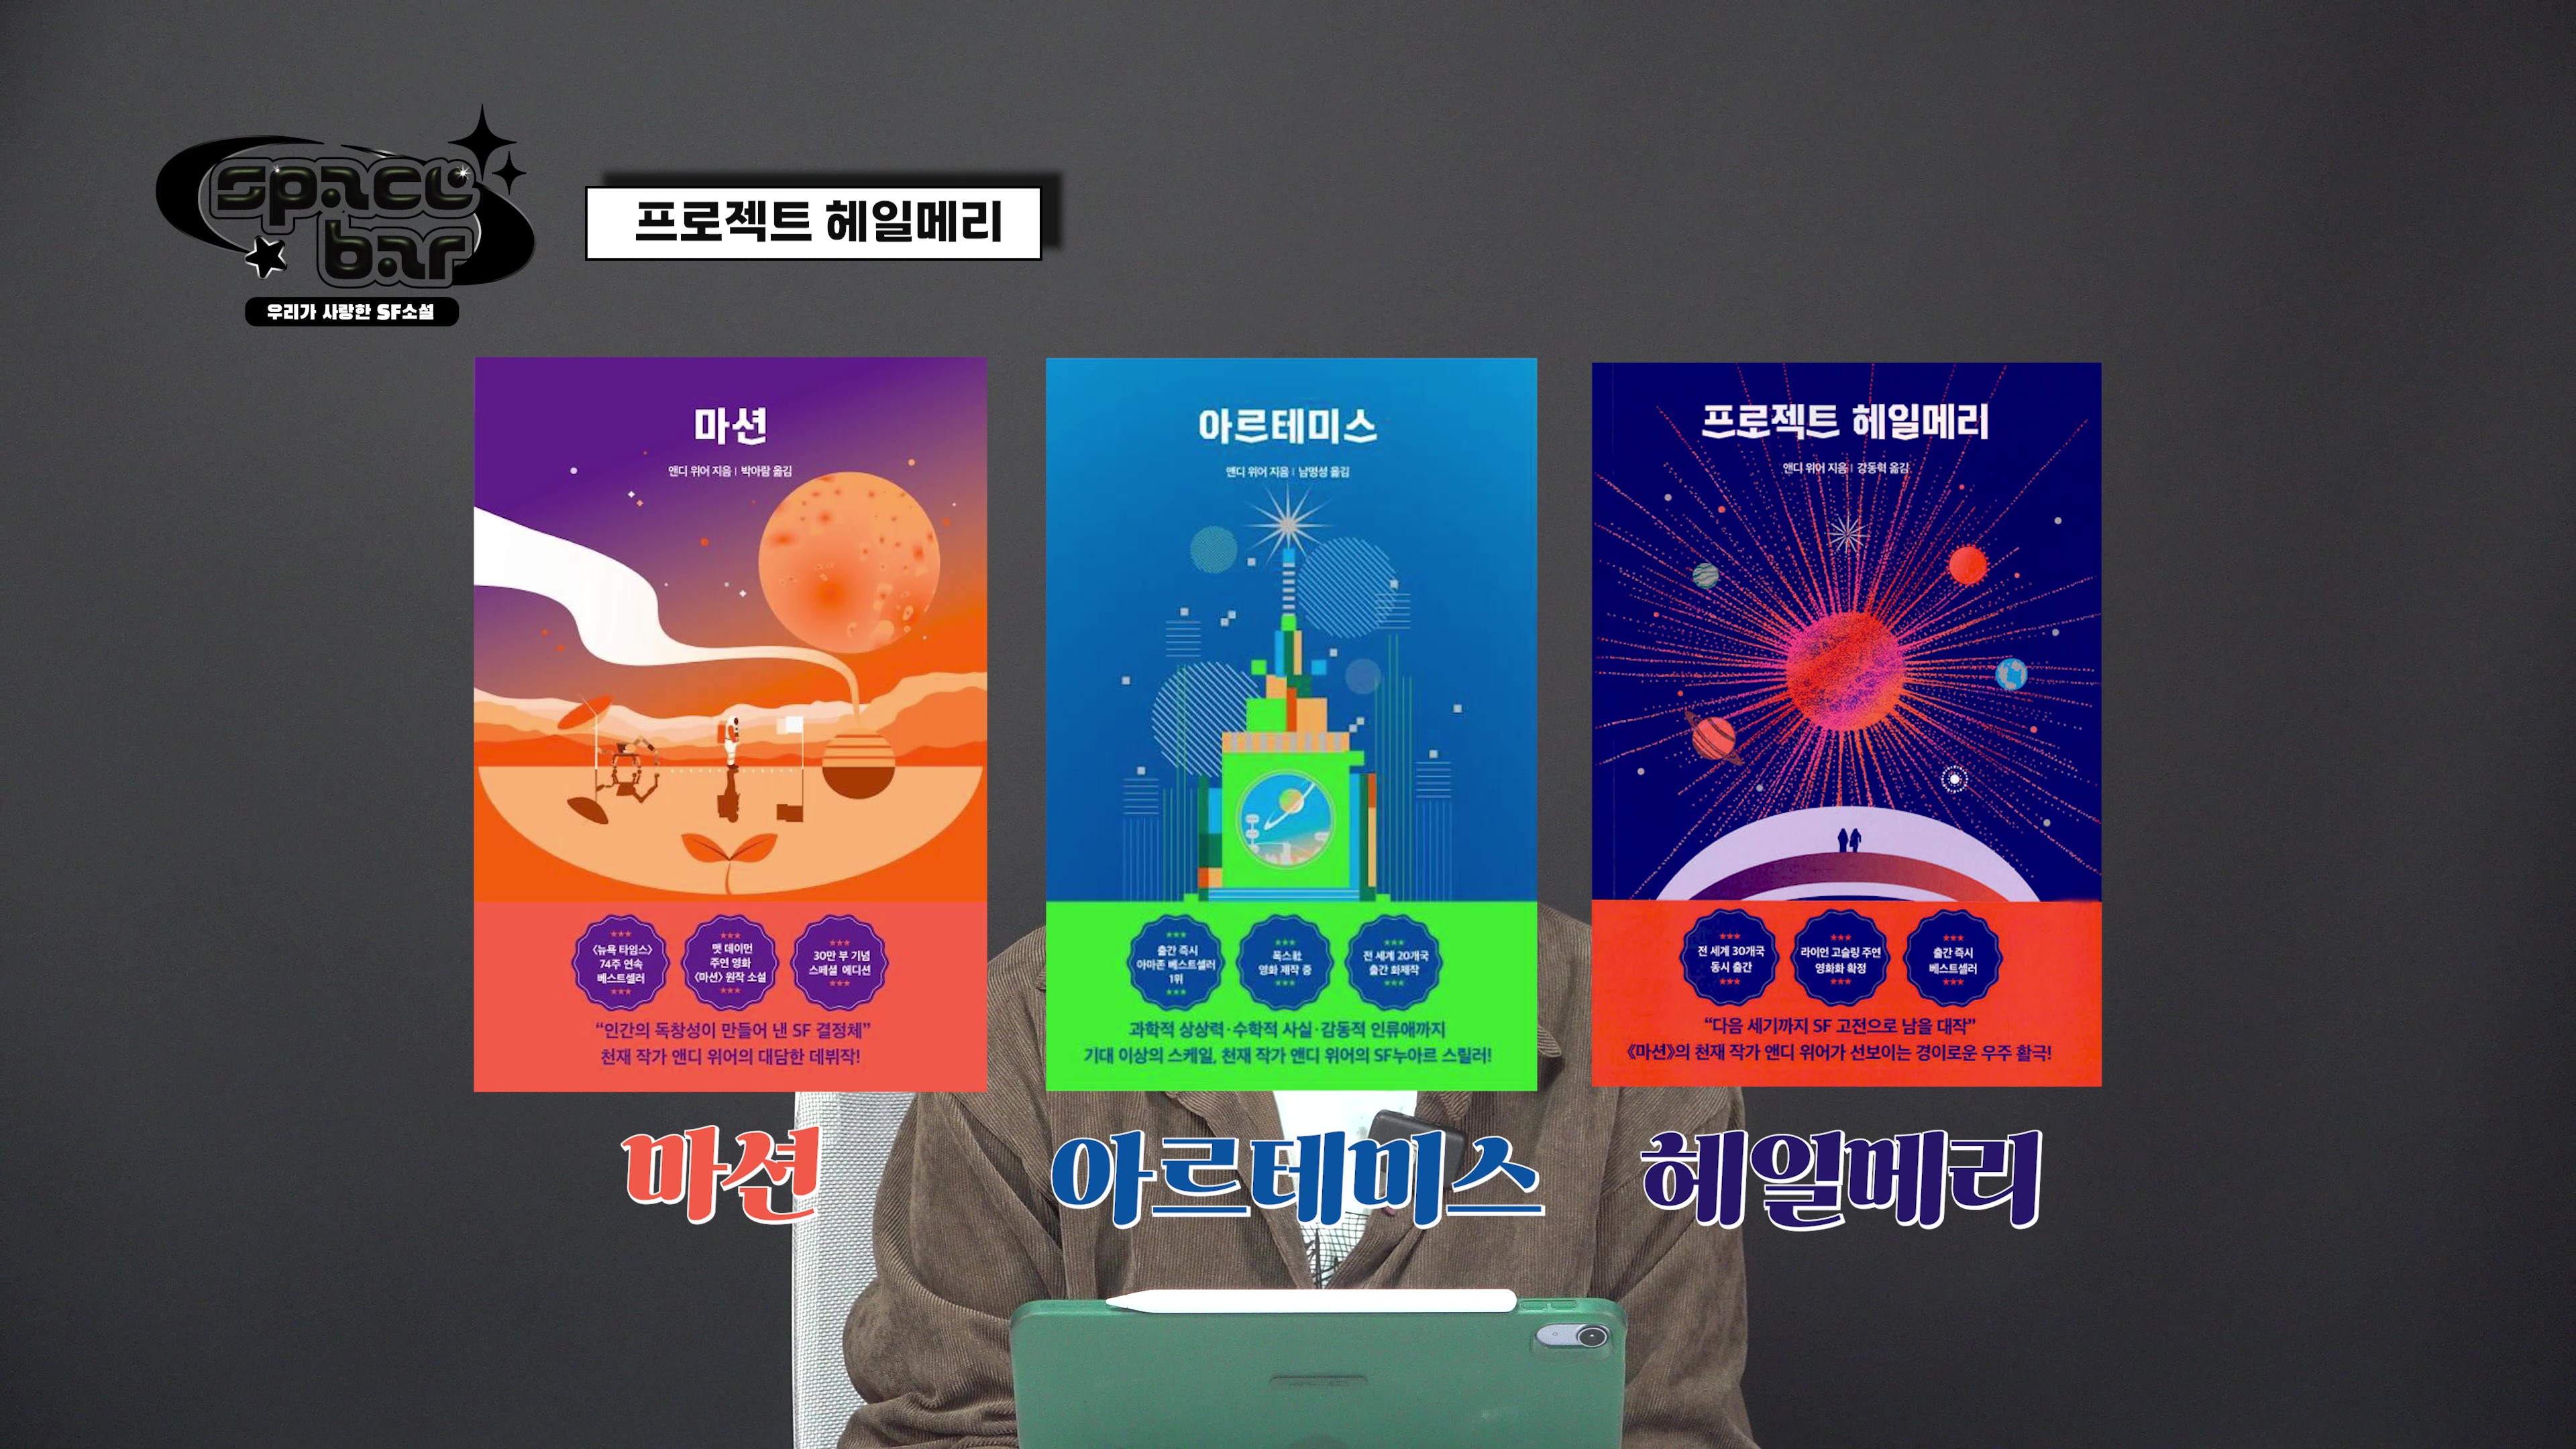 space
bar
우리가 사랑한 SF소설
프로젝트 헤일메리
마션
앤디 위어 지음 | 박아람 옮김
〈뉴욕 타임스〉
74주 연속
베스트셀러
맷 데이먼
주연 영화
〈마션〉 원작 소설
30만 부 기념
스페셜 에디션
“인간의 독창성이 만들어 낸 SF 결정체”
천재 작가 앤디 위어의 대담한 데뷔작!
아르테미스
앤디 위어 지음 | 남명성 옮김
출간 즉시
아마존 베스트셀러
1위
폭스社
영화 제작 중
전 세계 20개국
출간 화제작
과학적 상상력·수학적 사실·감동적 인류애까지
기대 이상의 스케일, 천재 작가 앤디 위어의 SF누아르 스릴러!
프로젝트 헤일메리
앤디 위어 지음 | 강동혁 옮김
전 세계 30개국
동시 출간
라이언 고슬링 주연
영화화 확정
출간 즉시
베스트셀러
“다음 세기까지 SF 고전으로 남을 대작”
《마션》의 천재 작가 앤디 위어가 선보이는 경이로운 우주 활극!
마션
아르테미스
헤일메리